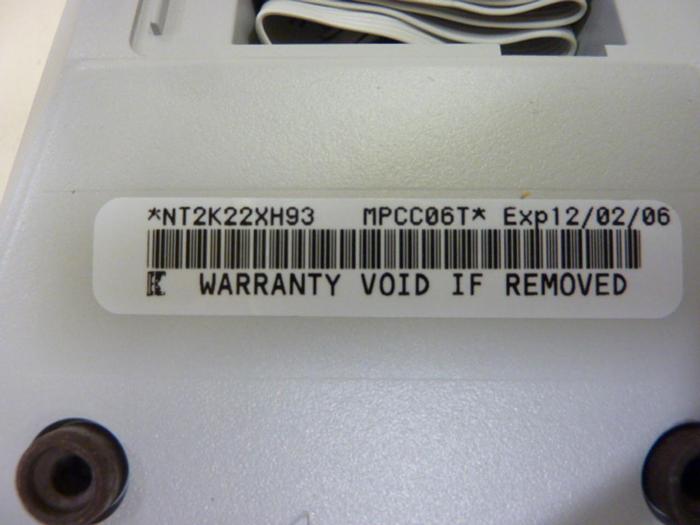 *NT2K22XH93 MPCC06T* Exp12/02/06
K WARRANTY VOID IF REMOVED